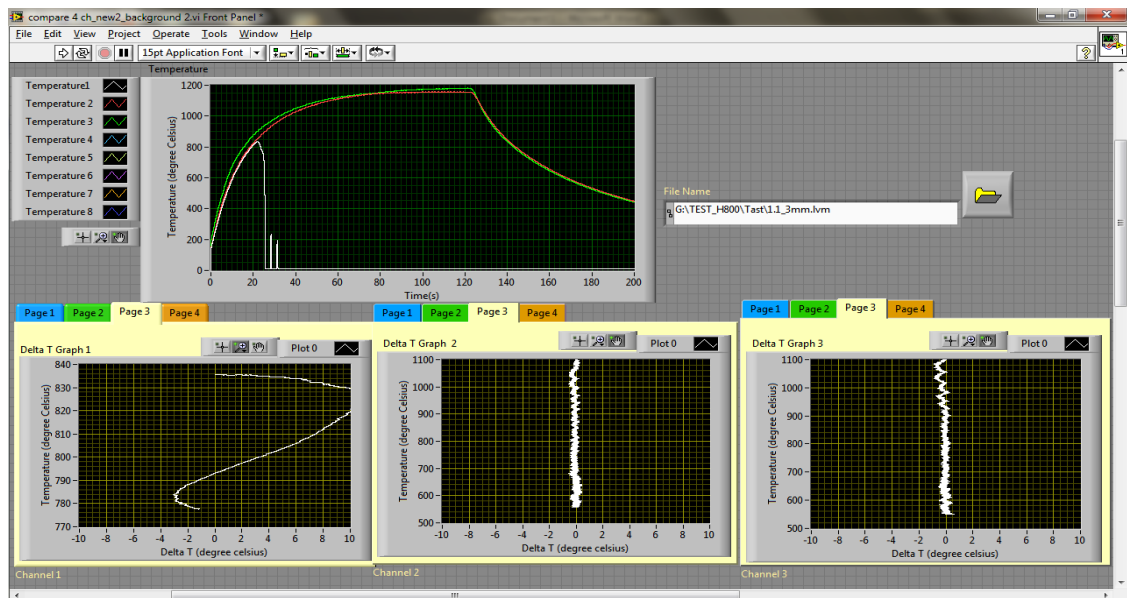 compare 4 ch_new2_background 2.vi Front Panel *
File Edit View Project Operate Tools Window Help
15pt Application Font
?
1
Temperature
Temperature1
Temperature 2
Temperature 3
Temperature 4
Temperature 5
Temperature 6
Temperature 7
Temperature 8
Temperature (degree Celsius)
1200
1000
800
600
400
200
0
0 20 40 60 80 100 120 140 160 180 200
Time(s)
File Name
G:\TEST_H800\Tast\1.1_3mm.lvm
Page 1 Page 2 Page 3 Page 4
Delta T Graph 1
Plot 0
Temperature (degree Celsius)
840
830
820
810
800
790
780
770
-10 -8 -6 -4 -2 0 2 4 6 8 10
Delta T (degree celsius)
Channel 1
Page 1 Page 2 Page 3 Page 4
Delta T Graph 2
Plot 0
Temperature (degree Celsius)
1100
1000
900
800
700
600
500
-10 -8 -6 -4 -2 0 2 4 6 8 10
Delta T (degree celsius)
Channel 2
Page 1 Page 2 Page 3 Page 4
Delta T Graph 3
Plot 0
Temperature (degree Celsius)
1100
1000
900
800
700
600
500
-10 -8 -6 -4 -2 0 2 4 6 8 10
Delta T (degree celsius)
Channel 3